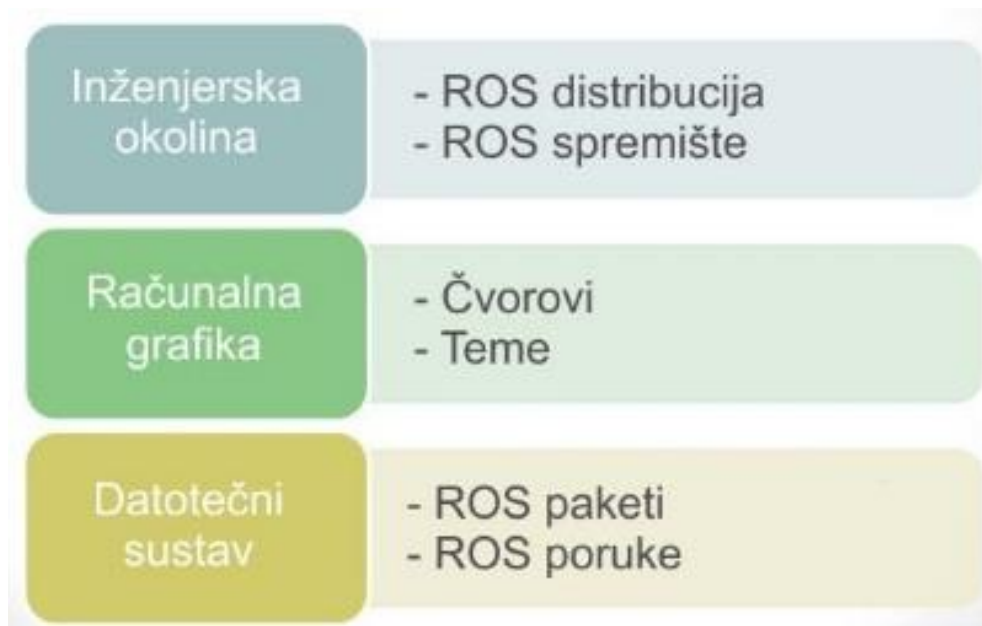 Inženjerska
okolina
- ROS distribucija
- ROS spremište
Računalna
grafika
- Čvorovi
- Teme
Datotečni
sustav
- ROS paketi
- ROS poruke